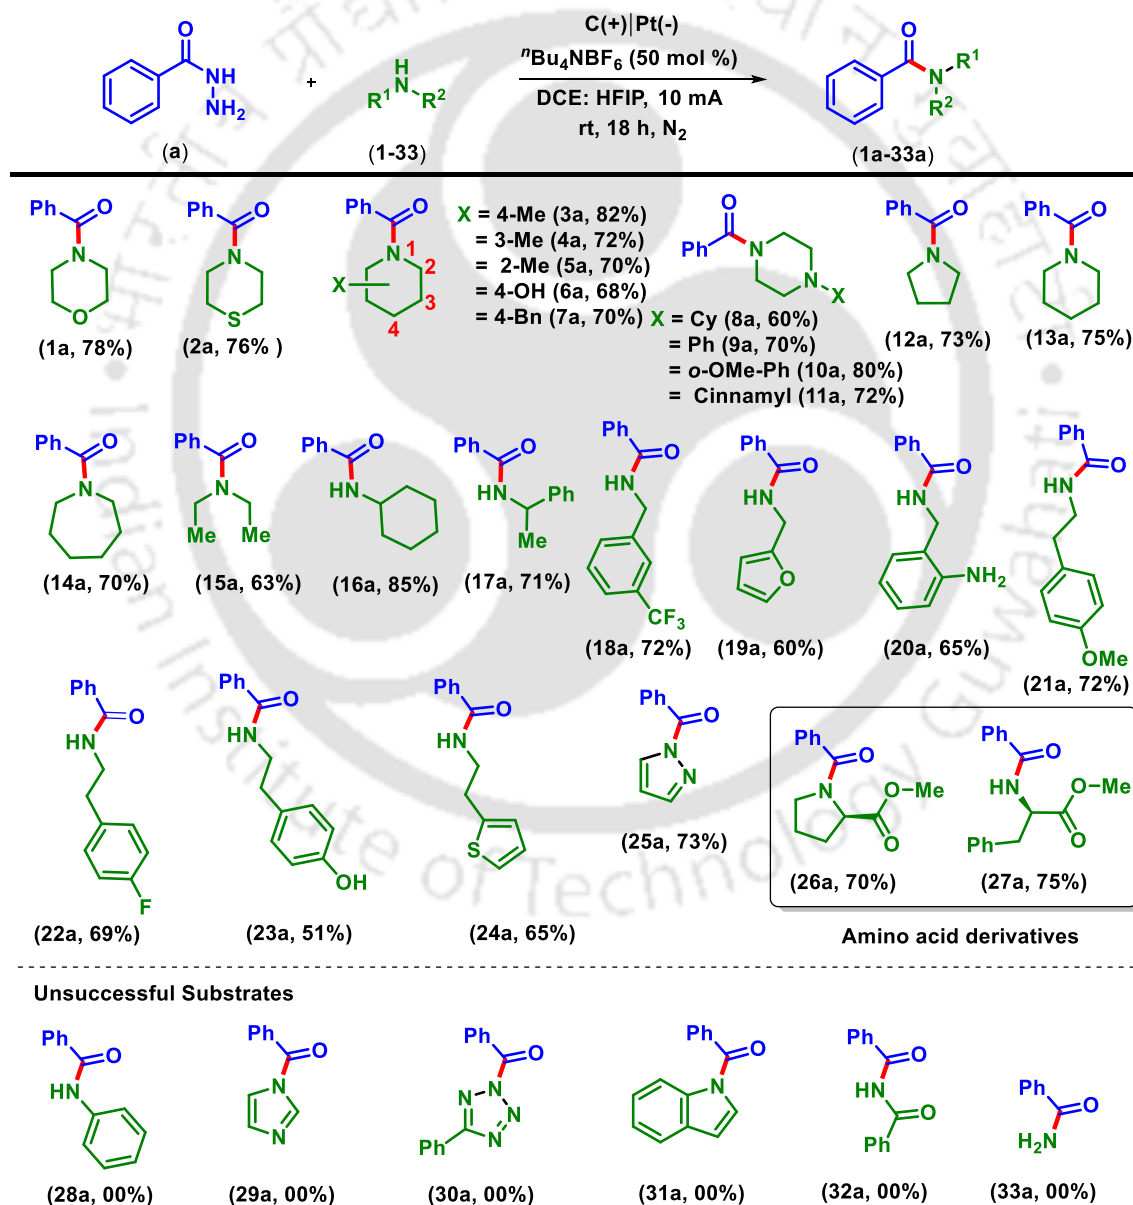 C(+)|Pt(-)
ⁿBu₄NBF₆ (50 mol %)
DCE: HFIP, 10 mA
rt, 18 h, N₂
O
NH
NH₂
(a)
+
H
N
R¹ R²
(1-33)
O
N R¹
R²
(1a-33a)
Ph O
N
O
(1a, 78%)
Ph O
N
S
(2a, 76% )
Ph O
N 1
2
X
3
4
X = 4-Me (3a, 82%)
= 3-Me (4a, 72%)
= 2-Me (5a, 70%)
= 4-OH (6a, 68%)
= 4-Bn (7a, 70%)
O
Ph N
N
X
X = Cy (8a, 60%)
= Ph (9a, 70%)
= o-OMe-Ph (10a, 80%)
= Cinnamyl (11a, 72%)
Ph O
N
(12a, 73%)
Ph O
N
(13a, 75%)
Ph O
N
(14a, 70%)
Ph O
N
Me Me
(15a, 63%)
Ph O
HN
(16a, 85%)
Ph O
HN Ph
Me
(17a, 71%)
Ph O
HN
CF₃
(18a, 72%)
Ph O
HN
O
(19a, 60%)
Ph O
HN
NH₂
(20a, 65%)
Ph O
HN
OMe
(21a, 72%)
Ph O
HN
F
(22a, 69%)
Ph O
HN
OH
(23a, 51%)
Ph O
HN
S
(24a, 65%)
Ph O
N
N
(25a, 73%)
Ph O
N O-Me
O
(26a, 70%)
Ph O
HN O-Me
O
Ph
(27a, 75%)
Amino acid derivatives
Unsuccessful Substrates
Ph O
HN
(28a, 00%)
Ph O
N
N
(29a, 00%)
Ph O
N
N N
N
Ph
(30a, 00%)
Ph O
N
(31a, 00%)
Ph O
NH
O
Ph
(32a, 00%)
Ph O
H₂N
(33a, 00%)
Indian Institute of Technology Guwahati